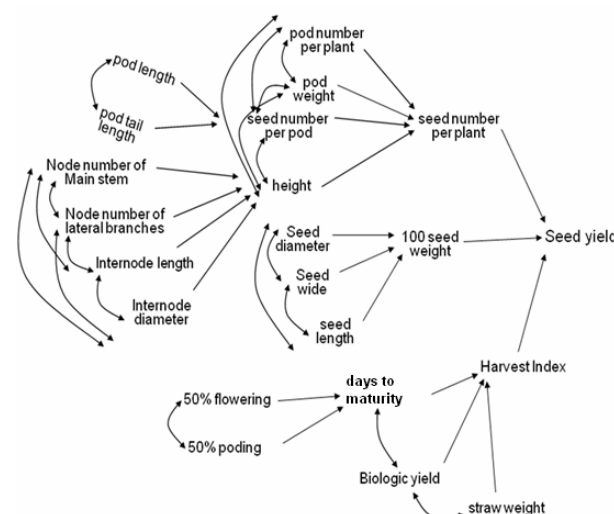 pod number
per plant
pod length
pod
weight
pod tail
length
seed number
per pod
seed number
per plant
Node number of
Main stem
height
Node number of
lateral branches
Seed
diameter
100 seed
weight
Seed yield
Internode length
Seed
wide
Internode
diameter
seed
length
Harvest Index
days to
maturity
50% flowering
50% poding
Biologic yield
straw weight